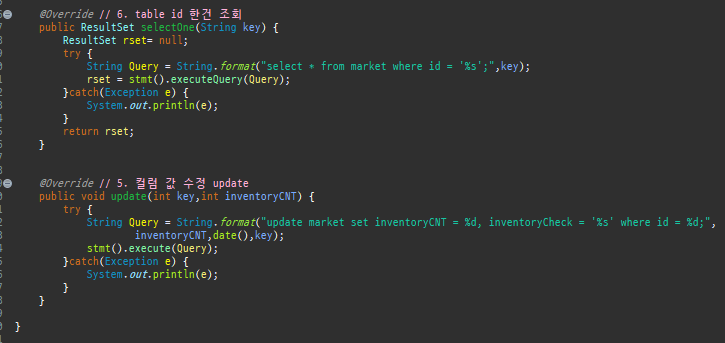 @Override // 6. table id 한건 조회
public ResultSet selectOne(String key) {
ResultSet rset= null;
try {
String Query = String.format("select * from market where id = '%s';",key);
rset = stmt().executeQuery(Query);
}catch(Exception e) {
System.out.println(e);
}
return rset;
}
@Override // 5. 컬럼 값 수정 update
public void update(int key,int inventoryCNT) {
try {
String Query = String.format("update market set inventoryCNT = %d, inventoryCheck = '%s' where id = %d;",
inventoryCNT,date(),key);
stmt().execute(Query);
}catch(Exception e) {
System.out.println(e);
}
}
}